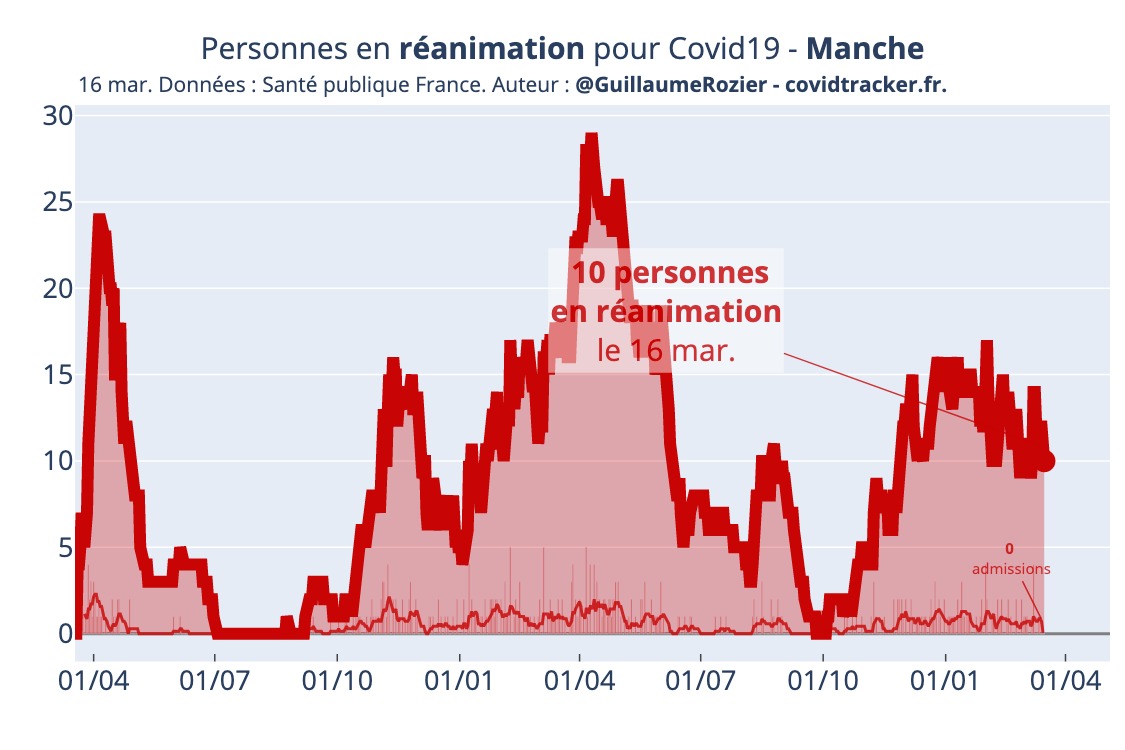 Personnes en réanimation pour Covid19 - Manche
16 mar. Données : Santé publique France. Auteur : @GuillaumeRozier - covidtracker.fr.
30
25
20
15
10
5
0
10 personnes
en réanimation
le 16 mar.
0
admissions
01/04 01/07 01/10 01/01 01/04 01/07 01/10 01/01 01/04